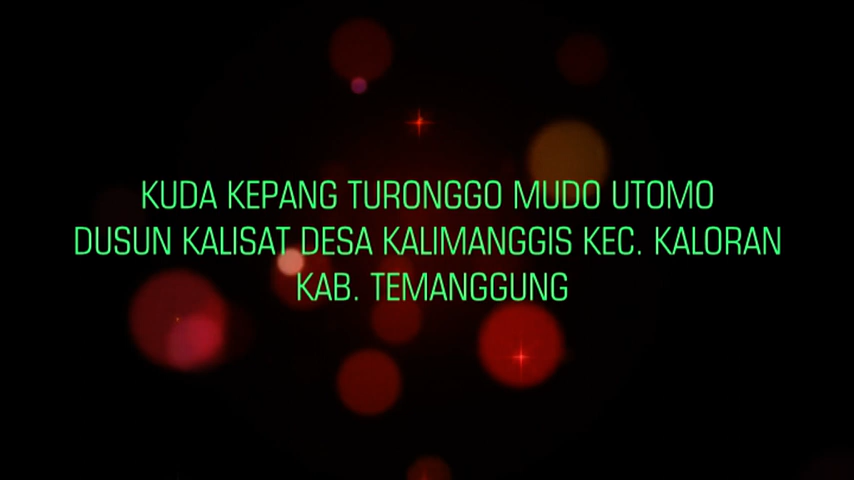 KUDA KEPANG TURONGGO MUDO UTOMO
DUSUN KALISAT DESA KALIMANGGIS KEC. KALORAN
KAB. TEMANGGUNG